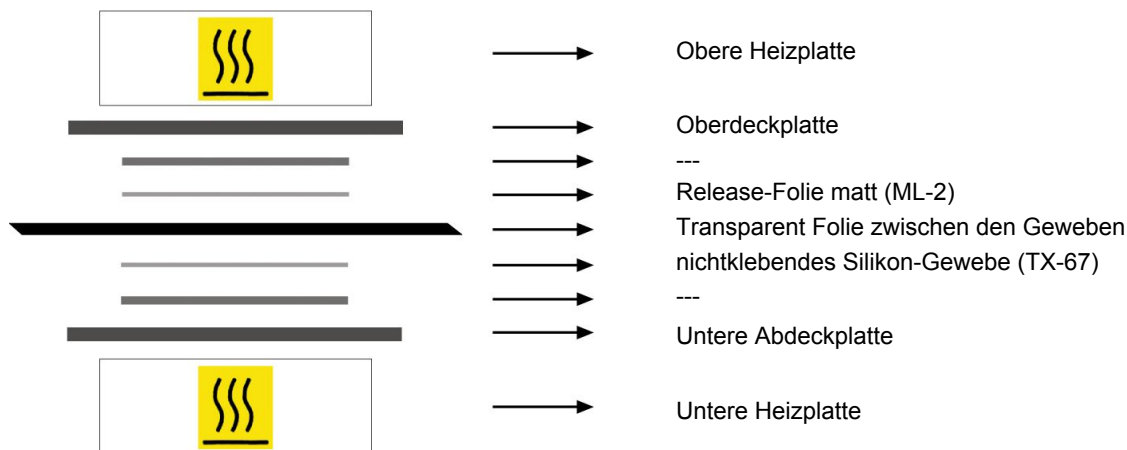 Obere Heizplatte
Oberdeckplatte
---
Release-Folie matt (ML-2)
Transparent Folie zwischen den Geweben
nichtklebendes Silikon-Gewebe (TX-67)
---
Untere Abdeckplatte
Untere Heizplatte